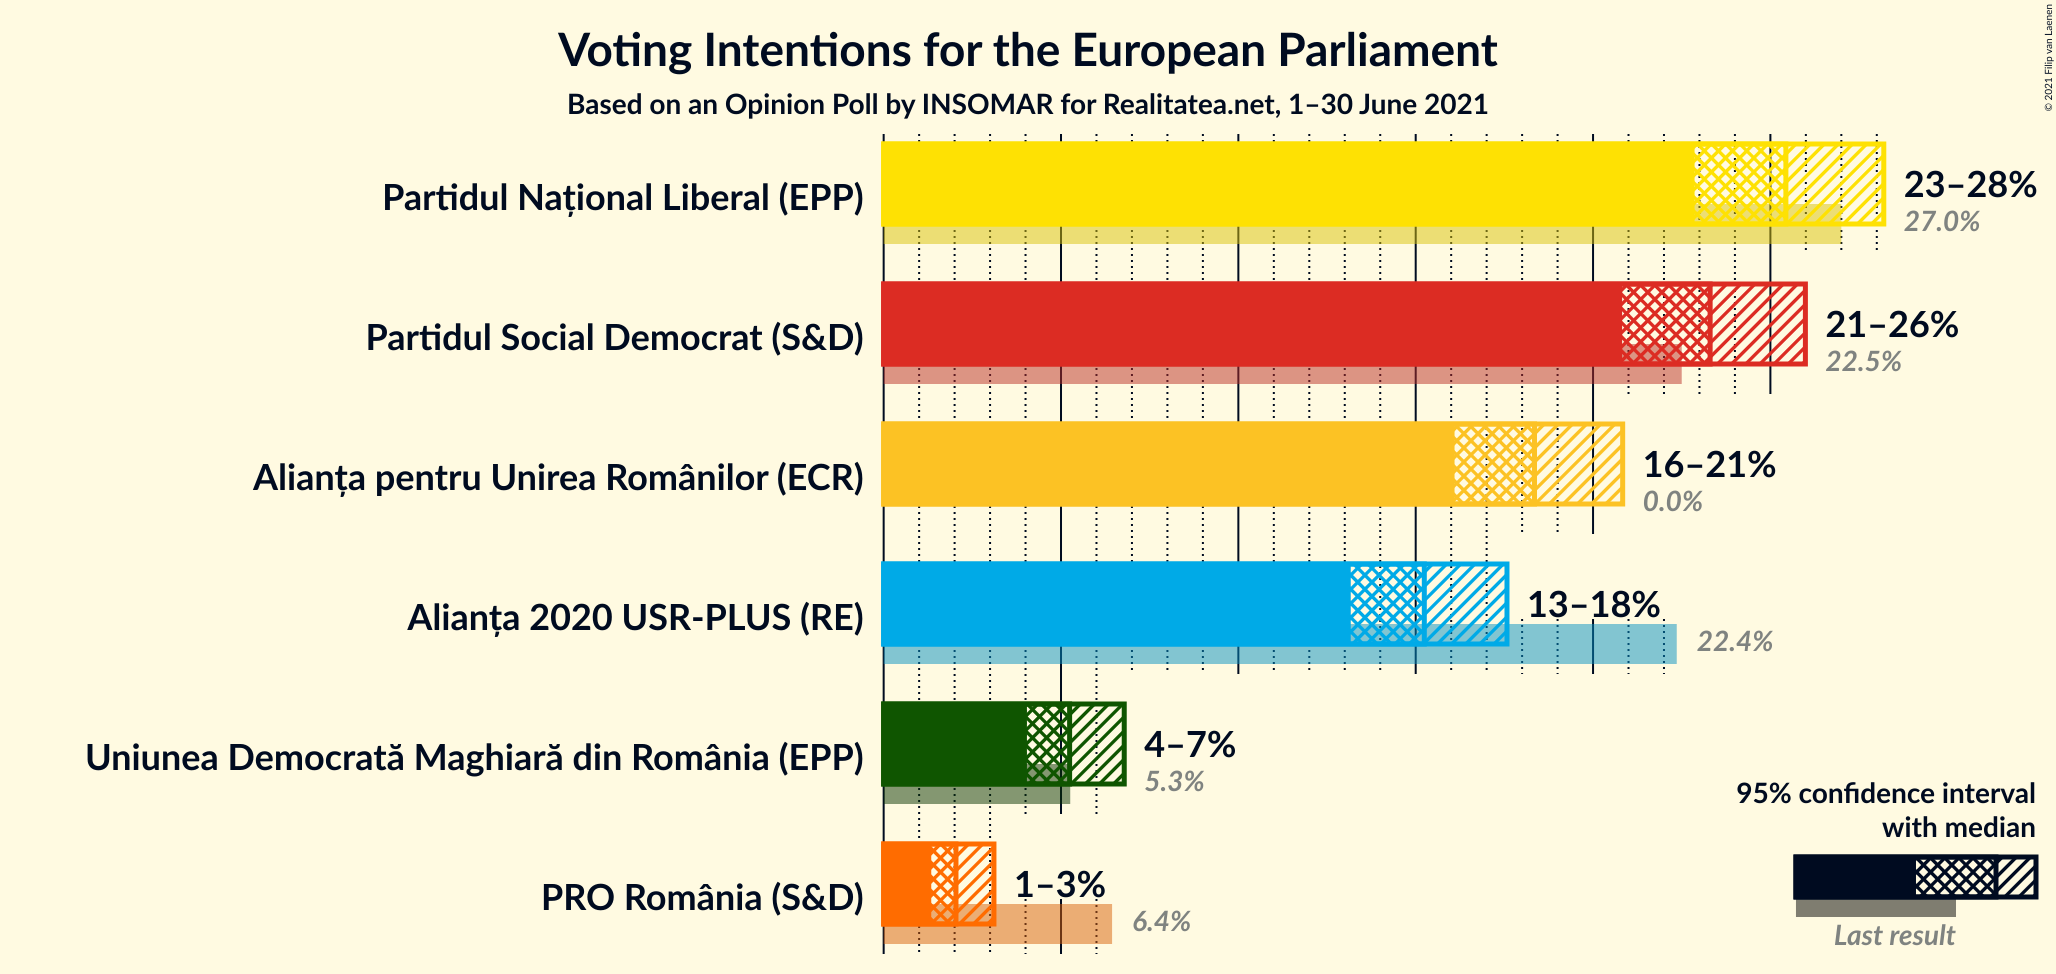 Voting Intentions for the European Parliament
Based on an Opinion Poll by INSOMAR for Realitatea.net, 1–30 June 2021
© 2021 Filip van Laenen
Partidul Național Liberal (EPP)
23–28%
27.0%
Partidul Social Democrat (S&D)
21–26%
22.5%
Alianța pentru Unirea Românilor (ECR)
16–21%
0.0%
Alianța 2020 USR-PLUS (RE)
13–18%
22.4%
Uniunea Democrată Maghiară din România (EPP)
4–7%
5.3%
PRO România (S&D)
1–3%
6.4%
95% confidence interval
with median
Last result